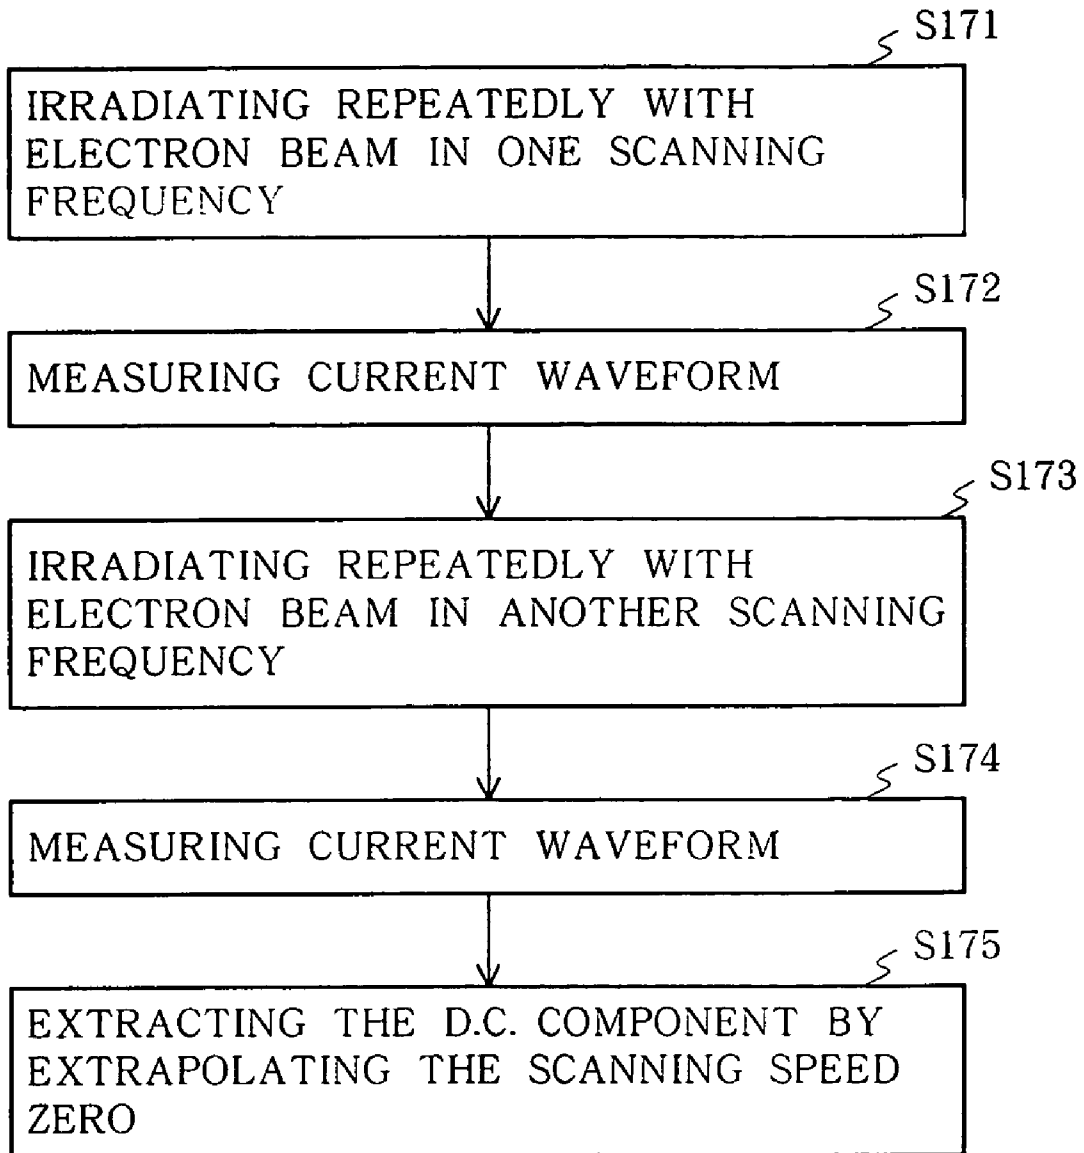 S171
IRRADIATING REPEATEDLY WITH
ELECTRON BEAM IN ONE SCANNING
FREQUENCY
S172
MEASURING CURRENT WAVEFORM
S173
IRRADIATING REPEATEDLY WITH
ELECTRON BEAM IN ANOTHER SCANNING
FREQUENCY
S174
MEASURING CURRENT WAVEFORM
S175
EXTRACTING THE D.C. COMPONENT BY
EXTRAPOLATING THE SCANNING SPEED
ZERO